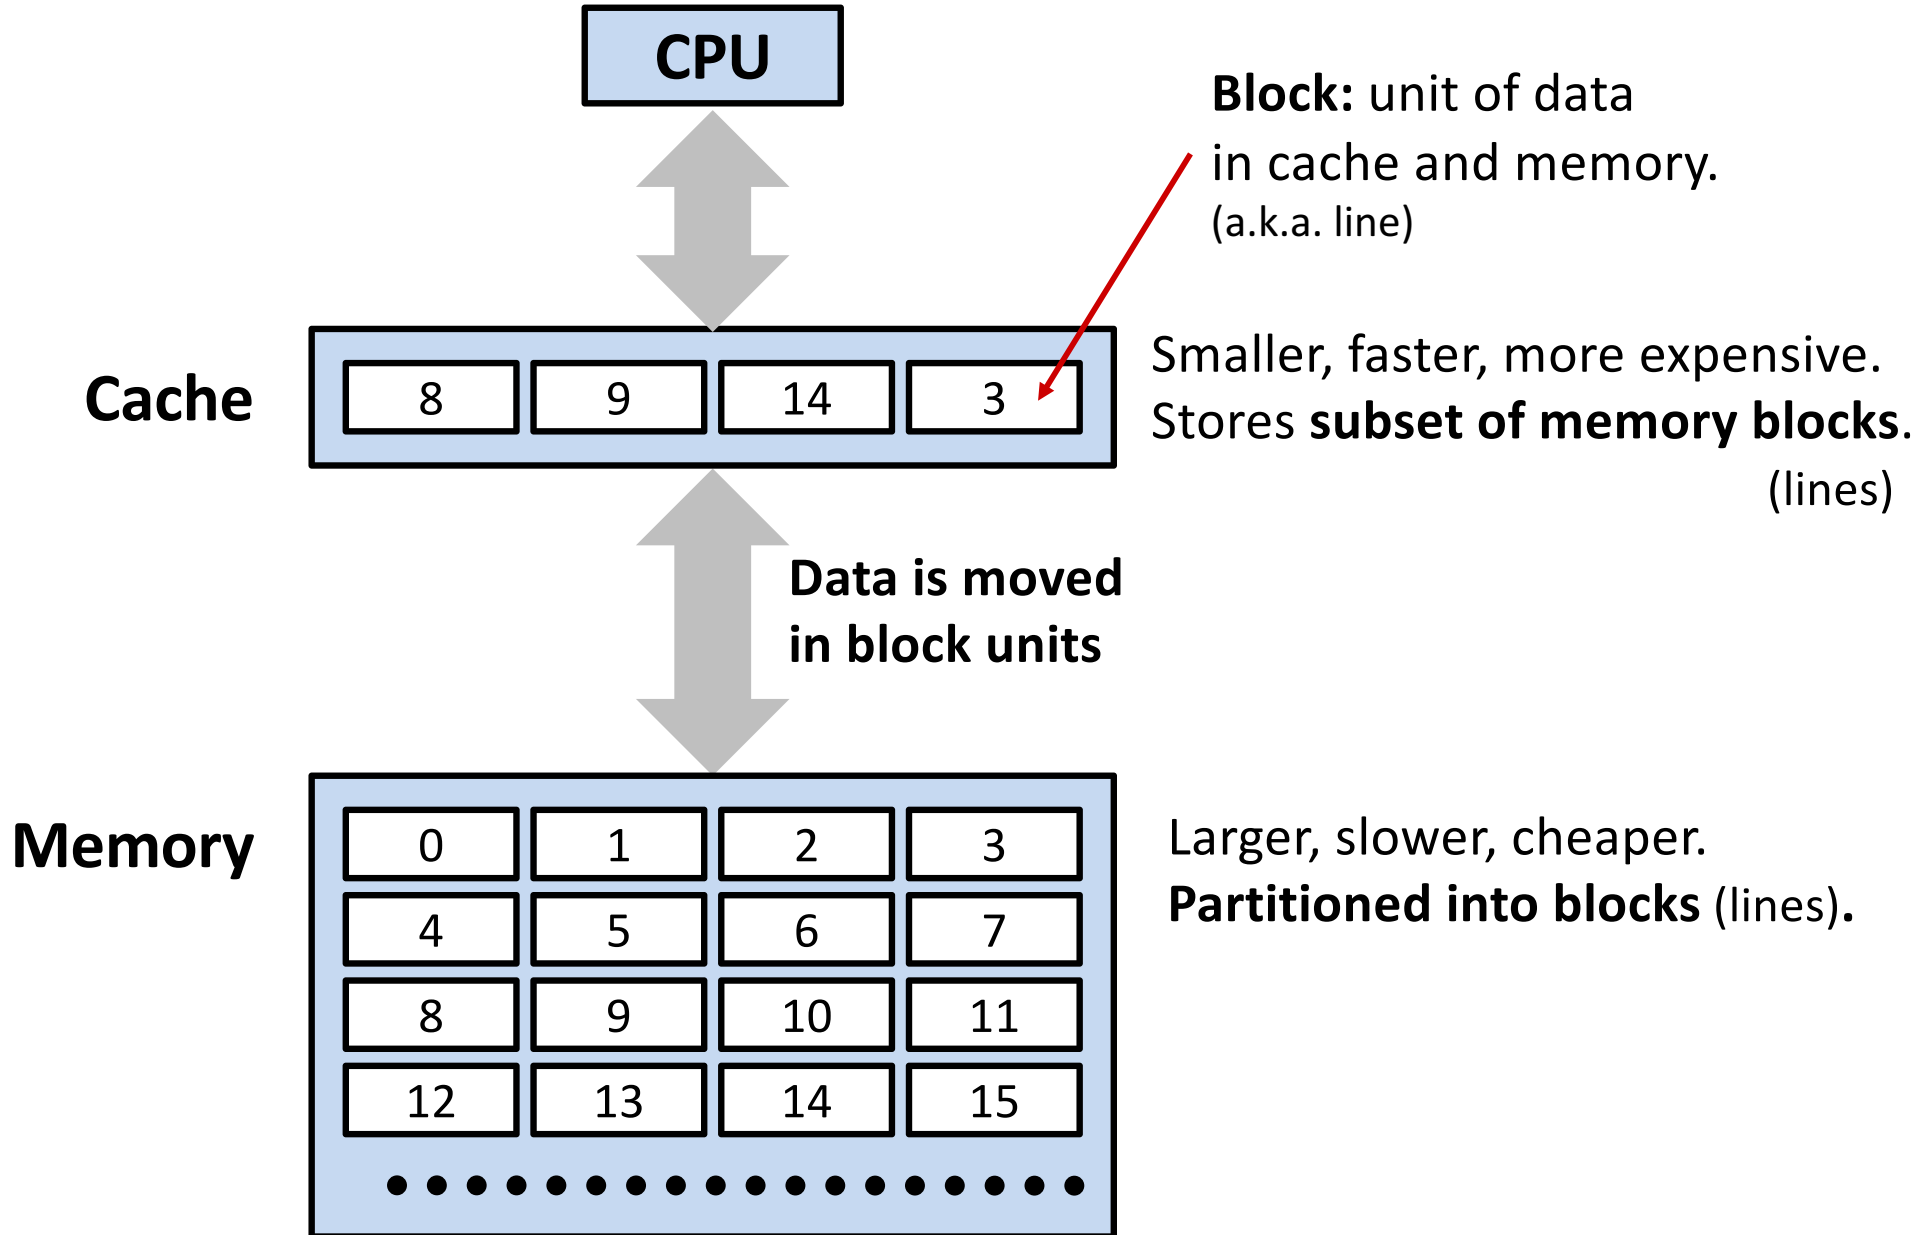 CPU
Block: unit of data
in cache and memory.
(a.k.a. line)
Cache
8 9 14 3
Smaller, faster, more expensive.
Stores subset of memory blocks.
(lines)
Data is moved
in block units
Memory
0 1 2 3
4 5 6 7
8 9 10 11
12 13 14 15
Larger, slower, cheaper.
Partitioned into blocks (lines).